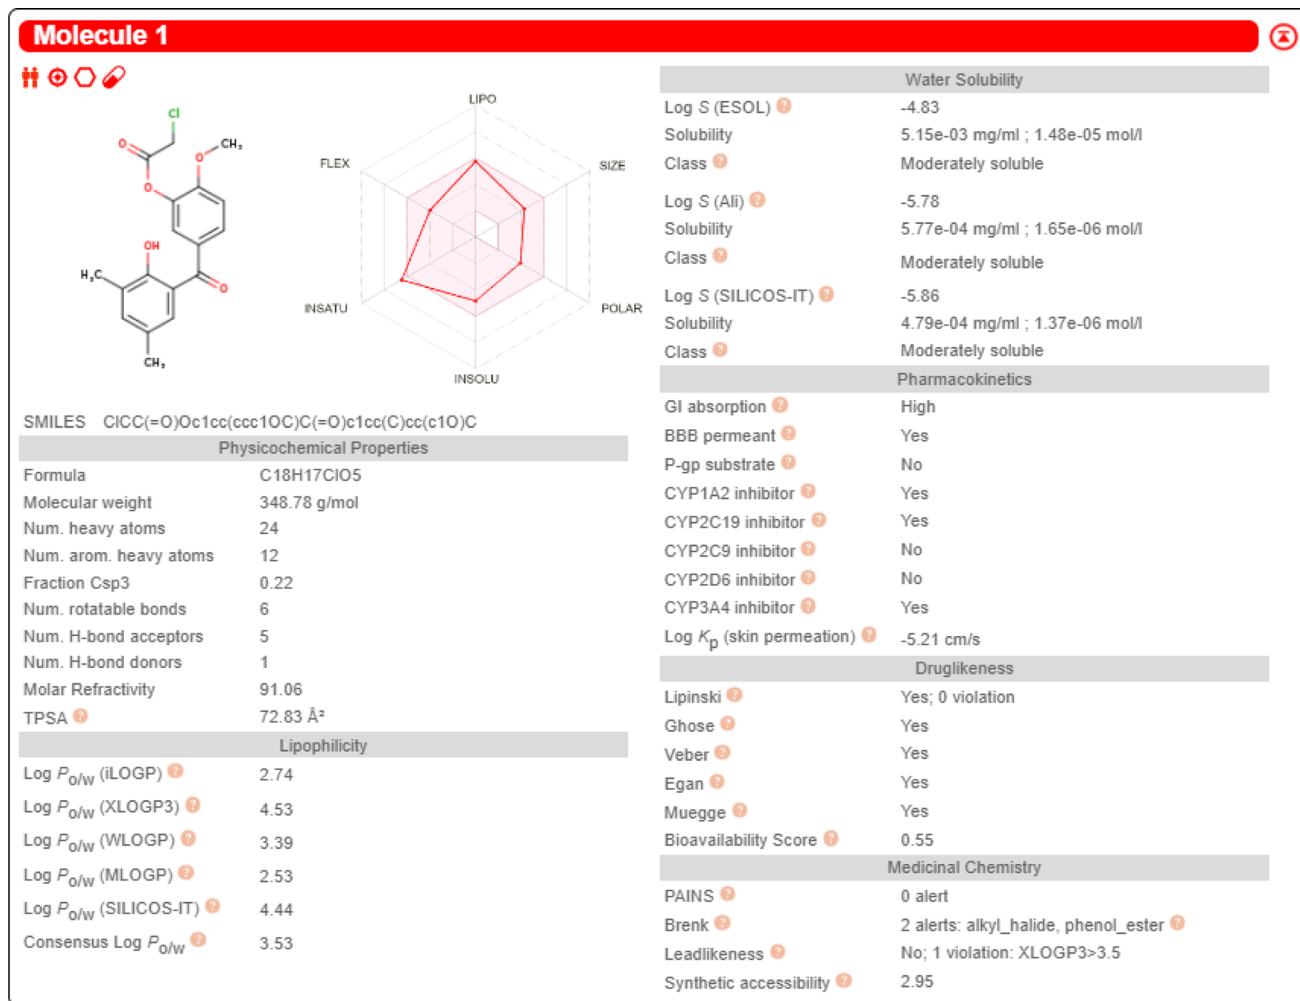 Molecule 1
Cl
O
O
CH₃
O
OH
H₃C
O
CH₃
LIPO
FLEX
SIZE
INSATU
POLAR
INSOLU
SMILES ClCC(=O)Oc1cc(ccc1OC)C(=O)c1cc(C)cc(c1O)C
Physicochemical Properties
Formula C18H17ClO5
Molecular weight 348.78 g/mol
Num. heavy atoms 24
Num. arom. heavy atoms 12
Fraction Csp3 0.22
Num. rotatable bonds 6
Num. H-bond acceptors 5
Num. H-bond donors 1
Molar Refractivity 91.06
TPSA ? 72.83 Å²
Lipophilicity
Log Po/w (iLOGP) ? 2.74
Log Po/w (XLOGP3) ? 4.53
Log Po/w (WLOGP) ? 3.39
Log Po/w (MLOGP) ? 2.53
Log Po/w (SILICOS-IT) ? 4.44
Consensus Log Po/w ? 3.53
Water Solubility
Log S (ESOL) ? -4.83
Solubility 5.15e-03 mg/ml ; 1.48e-05 mol/l
Class ? Moderately soluble
Log S (Ali) ? -5.78
Solubility 5.77e-04 mg/ml ; 1.65e-06 mol/l
Class ? Moderately soluble
Log S (SILICOS-IT) ? -5.86
Solubility 4.79e-04 mg/ml ; 1.37e-06 mol/l
Class ? Moderately soluble
Pharmacokinetics
GI absorption ? High
BBB permeant ? Yes
P-gp substrate ? No
CYP1A2 inhibitor ? Yes
CYP2C19 inhibitor ? Yes
CYP2C9 inhibitor ? No
CYP2D6 inhibitor ? No
CYP3A4 inhibitor ? Yes
Log Kp (skin permeation) ? -5.21 cm/s
Druglikeness
Lipinski ? Yes; 0 violation
Ghose ? Yes
Veber ? Yes
Egan ? Yes
Muegge ? Yes
Bioavailability Score ? 0.55
Medicinal Chemistry
PAINS ? 0 alert
Brenk ? 2 alerts: alkyl_halide, phenol_ester ?
Leadlikeness ? No; 1 violation: XLOGP3>3.5
Synthetic accessibility ? 2.95